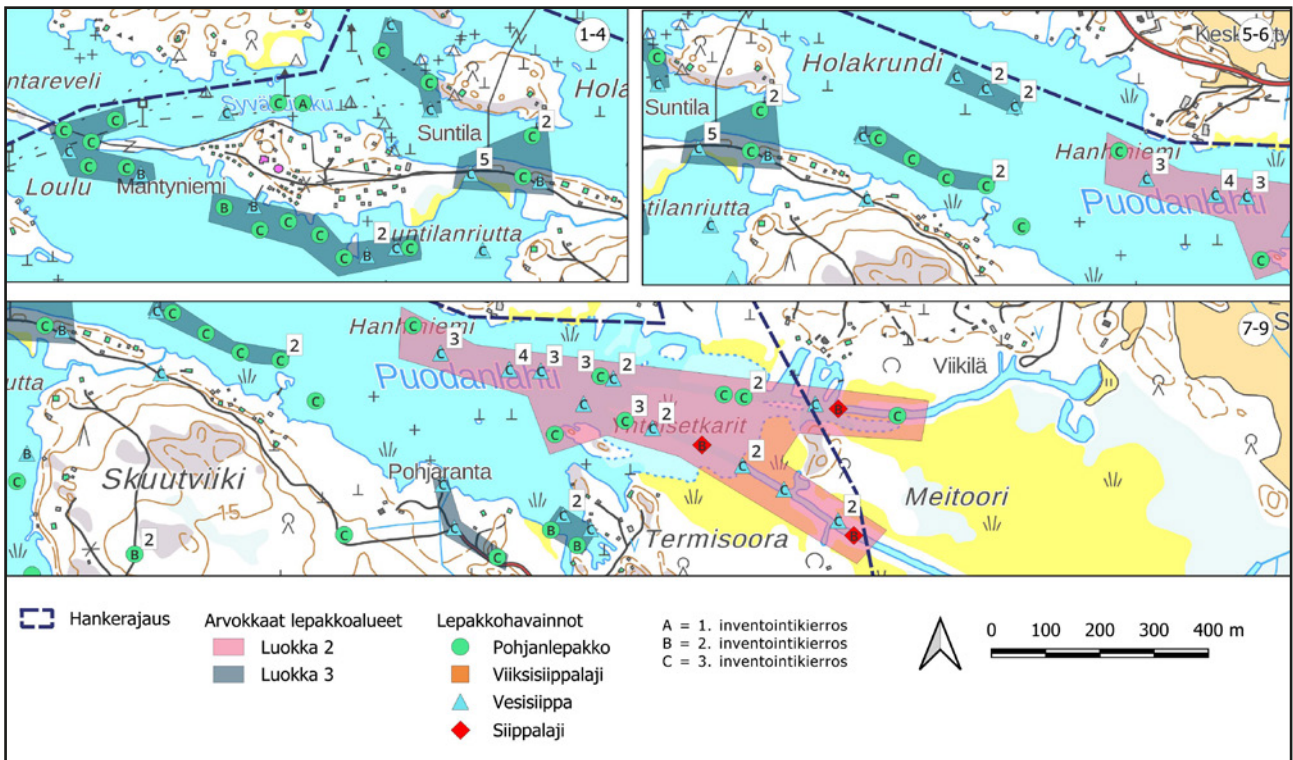 1-4
ntareveli
Suntila
Hola
5
2
Loulu
Mäntyniemi
2
untilanriutta
C
A
B
5-6
Holakrundi
Suntila
5
2
2
2
2
Hanhiniemi
3
4
3
Puodanlahti
tilanriutta
7-9
Hanhiniemi
2
3
4
3
3
2
Viikilä
S
Puodanlahti
2
3
2
Yhteisetkarit
utta
Skuutviiki
Pohjaranta
2
2
2
Meitoori
15
2
Termisoora
Hankerajaus
Arvokkaat lepakkoalueet
Luokka 2
Luokka 3
Lepakkohavainnot
Pohjanlepakko
Viiksisiippalaji
Vesisiippa
Siippalaji
A = 1. inventointikierros
B = 2. inventointikierros
C = 3. inventointikierros
0 100 200 300 400 m